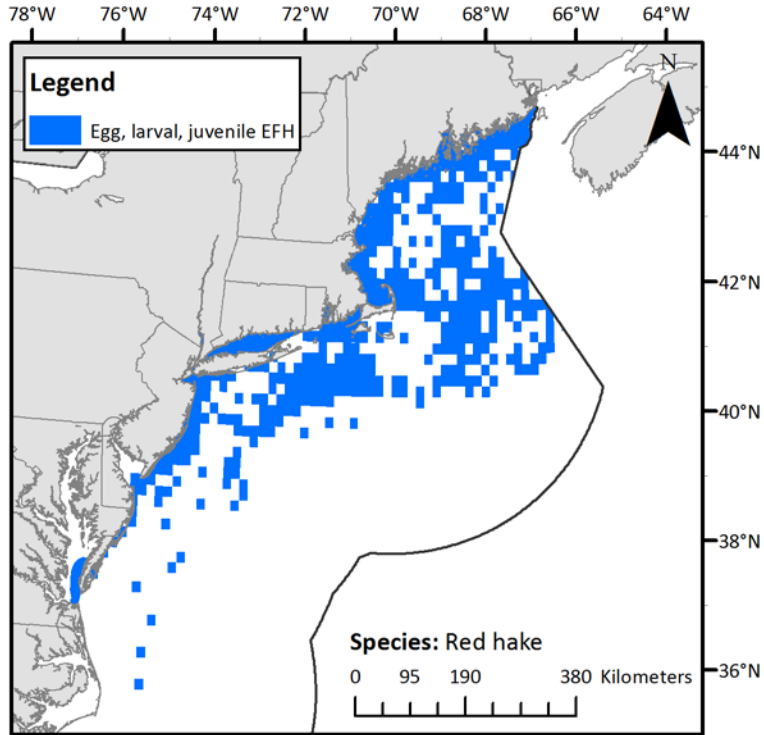 78°W 76°W 74°W 72°W 70°W 68°W 66°W 64°W
Legend
Egg, larval, juvenile EFH
N
44°N
42°N
40°N
38°N
36°N
Species: Red hake
0 95 190 380 Kilometers